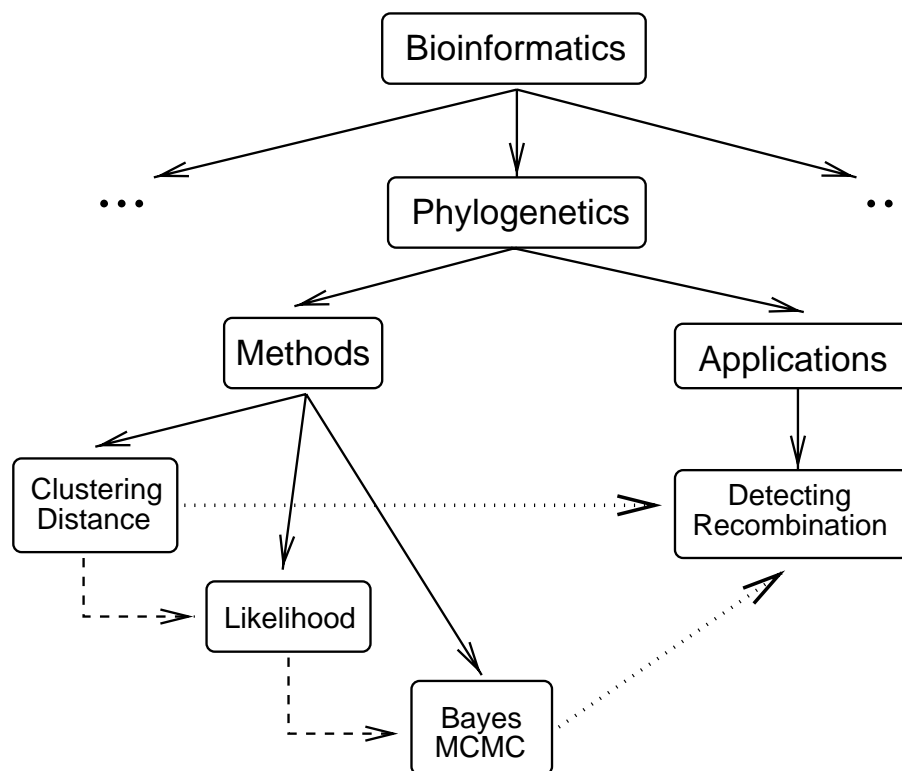 Bioinformatics
...
Phylogenetics
..
Methods
Applications
Clustering
Distance
Detecting
Recombination
Likelihood
Bayes
MCMC